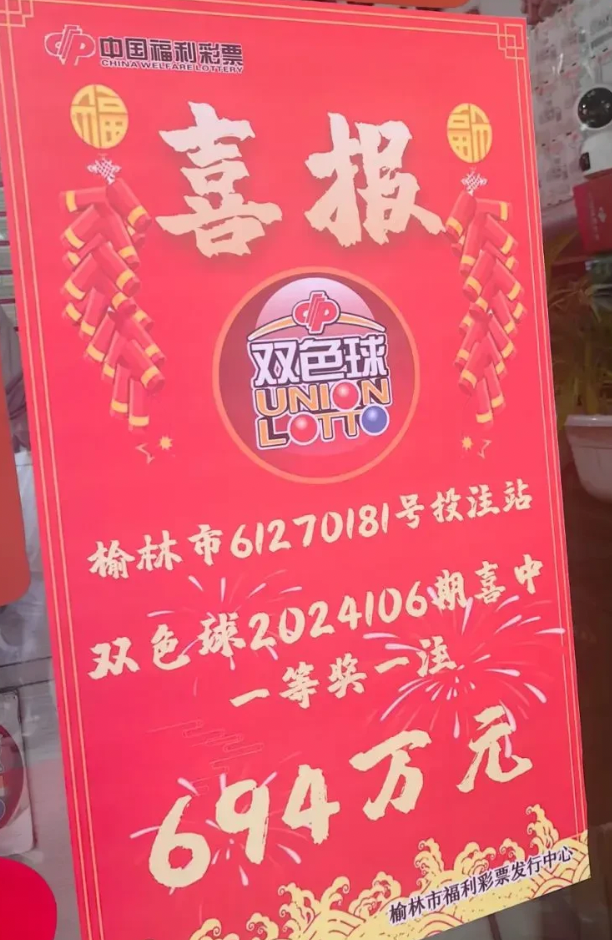 中国福利彩票
CHINA WELFARE LOTTERY
福 福
喜报
双色球
UNION
LOTTO
榆林市61270181号投注站
双色球2024106期喜中
一等奖一注
694万元
榆林市福利彩票发行中心